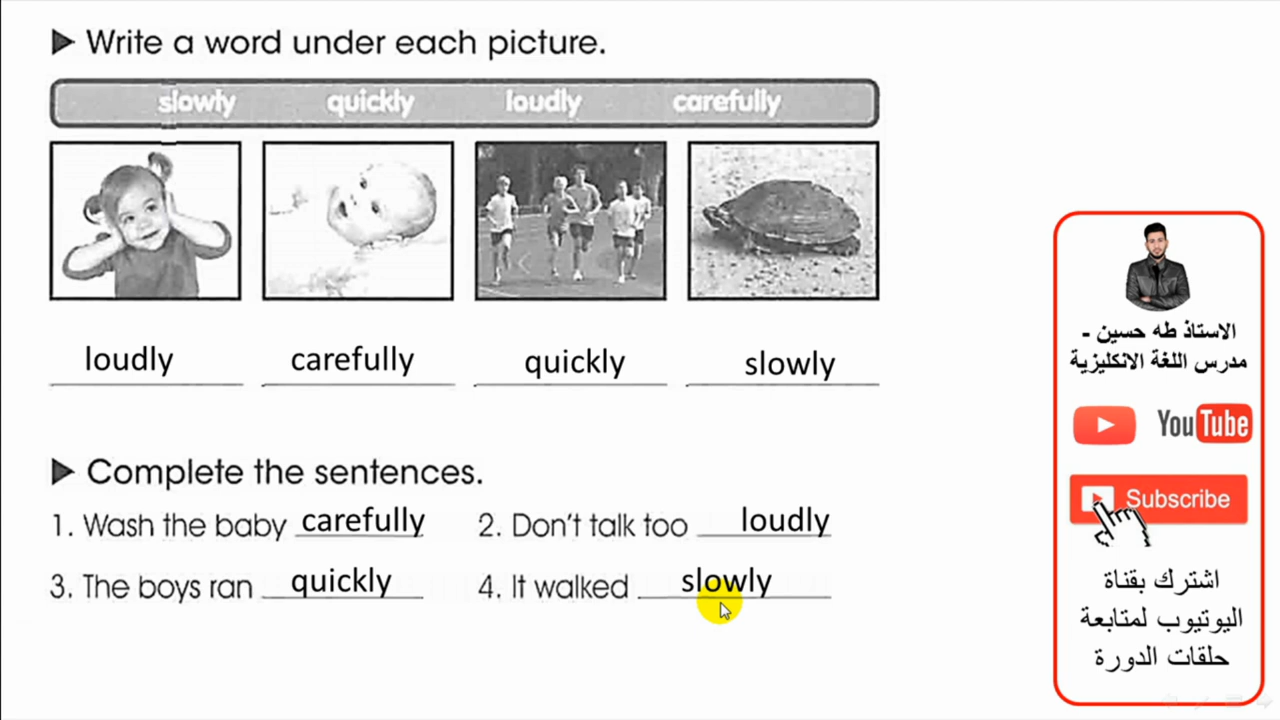 Write a word under each picture.
slowly quickly loudly carefully
loudly carefully quickly slowly
Complete the sentences.
1. Wash the baby carefully
2. Don't talk too loudly
3. The boys ran quickly
4. It walked slowly
الاستاذ طه حسين -
مدرس اللغة الانكليزية
YouTube
Subscribe
اشترك بقناة
اليوتيوب لمتابعة
حلقات الدورة